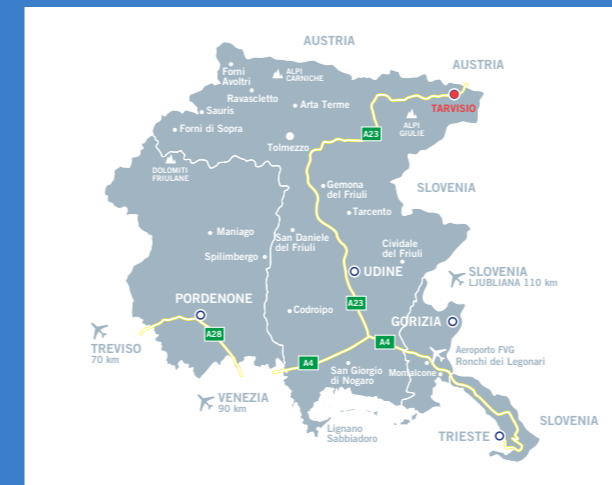 AUSTRIA
AUSTRIA
Forni
Avoltri
ALPI
CARNICHE
Ravascletto
Arta Terme
Sauris
TARVISIO
Forni di Sopra
ALPI
GIULIE
A23
Tolmezzo
DOLOMITI
FRIULANE
Gemona
del Friuli
SLOVENIA
Tarcento
Maniago
San Daniele
del Friuli
Cividale
del Friuli
Spilimbergo
UDINE
SLOVENIA
LJUBLIANA 110 km
PORDENONE
A23
Codroipo
GORIZIA
A28
TREVISO
70 km
A4
Aeroporto FVG
Ronchi dei Legonari
A4
San Giorgio
di Nogaro
Monfalcone
VENEZIA
90 km
Lignano
Sabbiadoro
SLOVENIA
TRIESTE